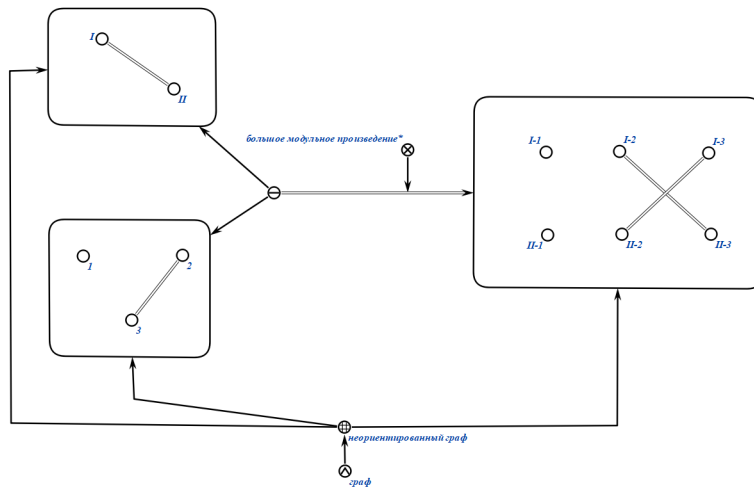 I
II
большое модульное произведение*
I-1
I-2
I-3
II-1
II-2
II-3
1
2
3
неориентированный граф
граф